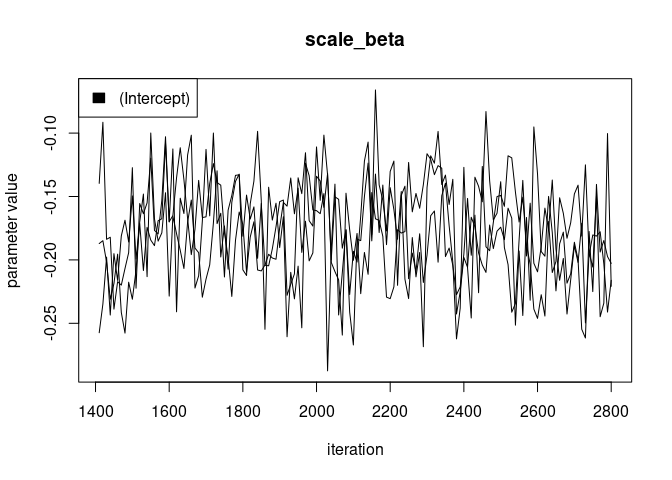 scale_beta
(Intercept)
parameter value
-0.10
-0.15
-0.20
-0.25
1400 1600 1800 2000 2200 2400 2600 2800
iteration